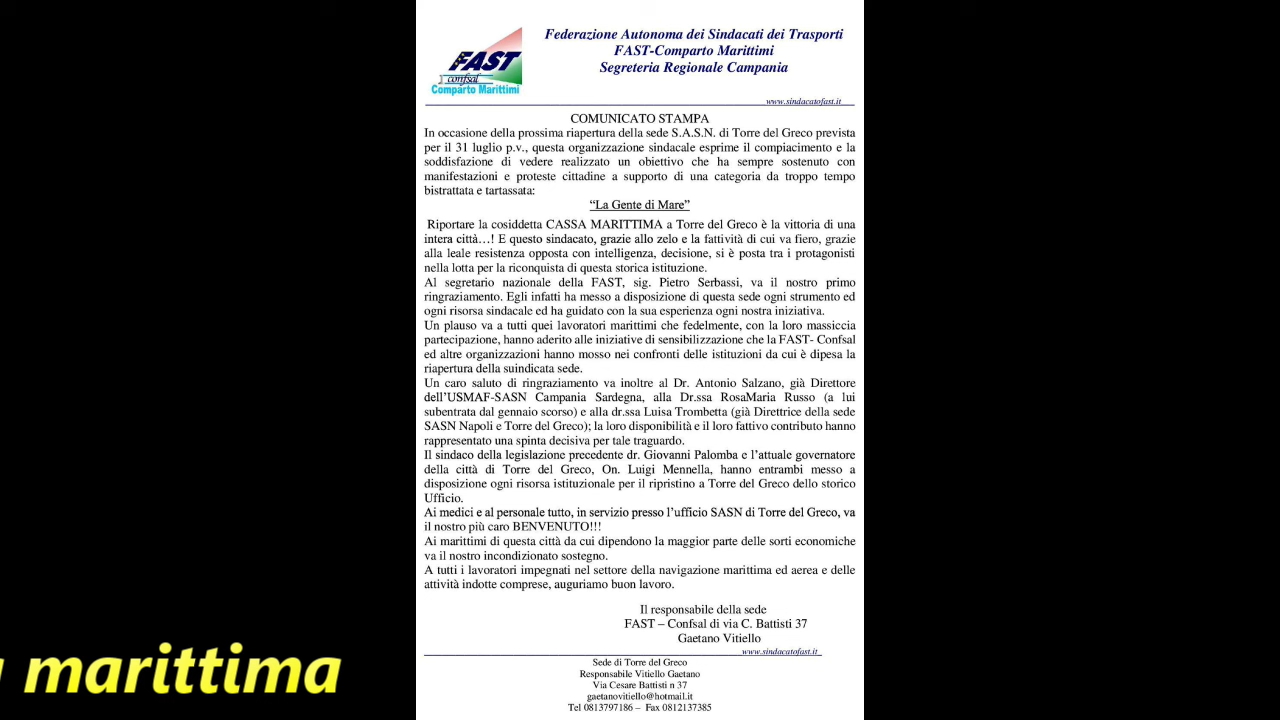 Federazione Autonoma dei Sindacati dei Trasporti
FAST-Comparto Marittimi
Segreteria Regionale Campania
FAST
confsal
Comparto Marittimi
www.sindacatofast.it
COMUNICATO STAMPA
In occasione della prossima riapertura della sede S.A.S.N. di Torre del Greco prevista
per il 31 luglio p.v., questa organizzazione sindacale esprime il compiacimento e la
soddisfazione di vedere realizzato un obiettivo che ha sempre sostenuto con
manifestazioni e proteste cittadine a supporto di una categoria da troppo tempo
bistrattata e tartassata:
“La Gente di Mare”
Riportare la cosiddetta CASSA MARITTIMA a Torre del Greco è la vittoria di una
intera città…! E questo sindacato, grazie allo zelo e la fattività di cui va fiero, grazie
alla leale resistenza opposta con intelligenza, decisione, si è posta tra i protagonisti
nella lotta per la riconquista di questa storica istituzione.
Al segretario nazionale della FAST, sig. Pietro Serbassi, va il nostro primo
ringraziamento. Egli infatti ha messo a disposizione di questa sede ogni strumento ed
ogni risorsa sindacale ed ha guidato con la sua esperienza ogni nostra iniziativa.
Un plauso va a tutti quei lavoratori marittimi che fedelmente, con la loro massiccia
partecipazione, hanno aderito alle iniziative di sensibilizzazione che la FAST- Confsal
ed altre organizzazioni hanno mosso nei confronti delle istituzioni da cui è dipesa la
riapertura della suindicata sede.
Un caro saluto di ringraziamento va inoltre al Dr. Antonio Salzano, già Direttore
dell’USMAF-SASN Campania Sardegna, alla Dr.ssa RosaMaria Russo (a lui
subentrata dal gennaio scorso) e alla dr.ssa Luisa Trombetta (già Direttrice della sede
SASN Napoli e Torre del Greco); la loro disponibilità e il loro fattivo contributo hanno
rappresentato una spinta decisiva per tale traguardo.
Il sindaco della legislazione precedente dr. Giovanni Palomba e l’attuale governatore
della città di Torre del Greco, On. Luigi Mennella, hanno entrambi messo a
disposizione ogni risorsa istituzionale per il ripristino a Torre del Greco dello storico
Ufficio.
Ai medici e al personale tutto, in servizio presso l’ufficio SASN di Torre del Greco, va
il nostro più caro BENVENUTO!!!
Ai marittimi di questa città da cui dipendono la maggior parte delle sorti economiche
va il nostro incondizionato sostegno.
A tutti i lavoratori impegnati nel settore della navigazione marittima ed aerea e delle
attività indotte comprese, auguriamo buon lavoro.
Il responsabile della sede
FAST – Confsal di via C. Battisti 37
Gaetano Vitiello
www.sindacatofast.it
Sede di Torre del Greco
Responsabile Vitiello Gaetano
Via Cesare Battisti n 37
gaetanovitiello@hotmail.it
Tel 0813797186 – Fax 0812137385
marittima